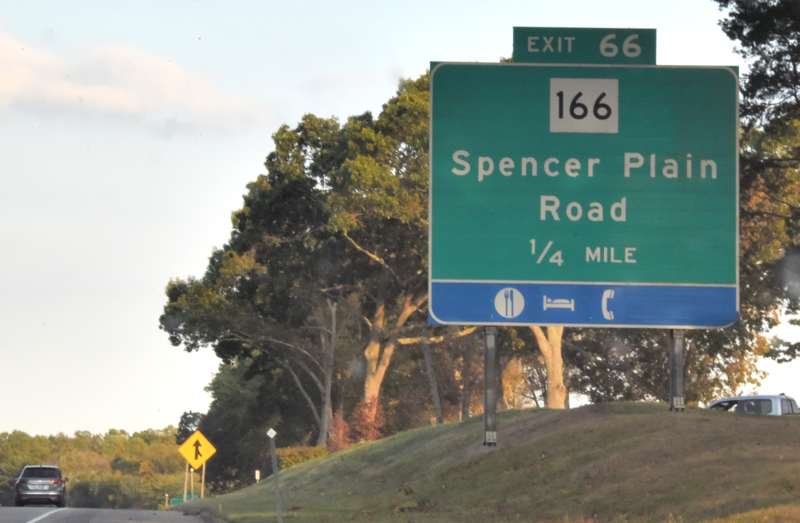 EXIT 66
166
Spencer Plain
Road
1/4 MILE